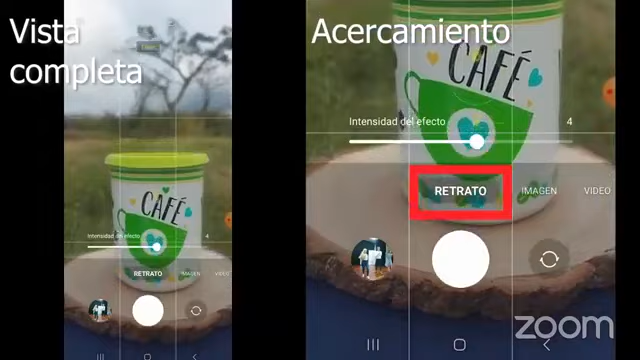 Vista
completa
CAFÉ
Intensidad del efecto
4
RETRATO
IMAGEN
VIDEO
Acercamiento
CAFÉ
Intensidad del efecto
4
RETRATO
IMAGEN
VIDEO
zoom